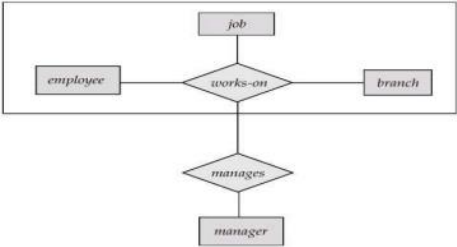 job
employee
works-on
branch
manages
manager